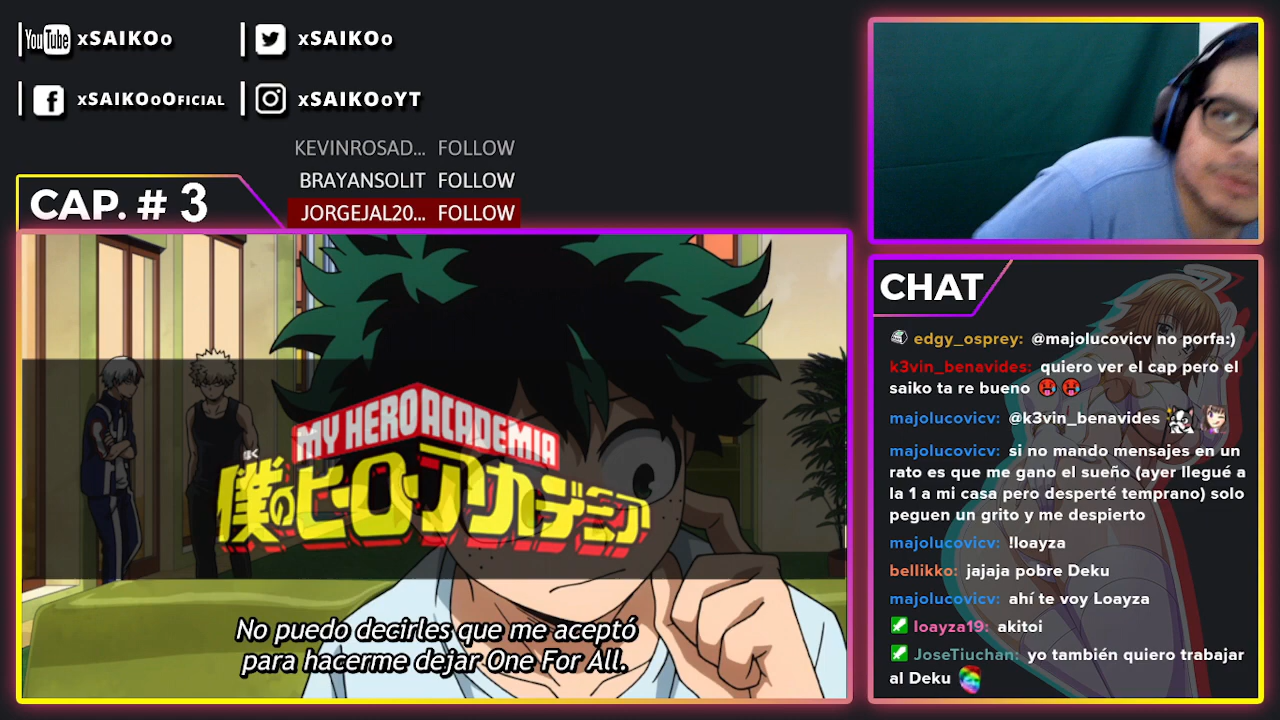 YouTube xSAIKOo
xSAIKOo
xSAIKOoOficial
xSAIKOoYT
KEVINROSAD... FOLLOW
BRAYANSOLIT FOLLOW
JORGEJAL20... FOLLOW
CAP. # 3
MY HERO ACADEMIA
ぼく
僕のヒーローアカデミア
No puedo decirles que me aceptó
para hacerme dejar One For All.
CHAT
edgy_osprey: @majolucovicv no porfa:)
k3vin_benavides: quiero ver el cap pero el
saiko ta re bueno 🥵🥵
majolucovicv: @k3vin_benavides
majolucovicv: si no mando mensajes en un
rato es que me gano el sueño (ayer llegué a
la 1 a mi casa pero desperté temprano) solo
peguen un grito y me despierto
majolucovicv: !loayza
bellikko: jajaja pobre Deku
majolucovicv: ahí te voy Loayza
loayza19: akitoi
JoseTiuchan: yo también quiero trabajar
al Deku